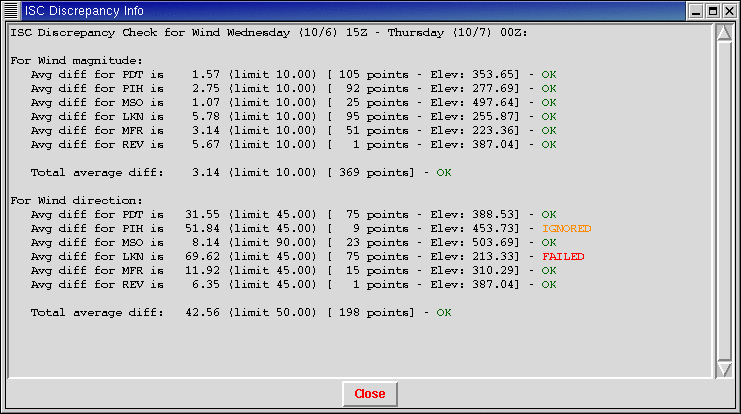 ISC Discrepancy Info
ISC Discrepancy Check for Wind Wednesday (10/6) 15Z - Thursday (10/7) 00Z:
For Wind magnitude:
Avg diff for PDT is 1.57 (limit 10.00) [ 105 points - Elev: 353.65] - OK
Avg diff for PIH is 2.75 (limit 10.00) [ 92 points - Elev: 277.69] - OK
Avg diff for MSO is 1.07 (limit 10.00) [ 25 points - Elev: 497.64] - OK
Avg diff for LKN is 5.78 (limit 10.00) [ 95 points - Elev: 255.87] - OK
Avg diff for MFR is 3.14 (limit 10.00) [ 51 points - Elev: 223.36] - OK
Avg diff for REV is 5.67 (limit 10.00) [ 1 points - Elev: 387.04] - OK
Total average diff: 3.14 (limit 10.00) [ 369 points] - OK
For Wind direction:
Avg diff for PDT is 31.55 (limit 45.00) [ 75 points - Elev: 388.53] - OK
Avg diff for PIH is 51.84 (limit 45.00) [ 9 points - Elev: 453.73] - IGNORED
Avg diff for MSO is 8.14 (limit 90.00) [ 23 points - Elev: 503.69] - OK
Avg diff for LKN is 69.62 (limit 45.00) [ 75 points - Elev: 213.33] - FAILED
Avg diff for MFR is 11.92 (limit 45.00) [ 15 points - Elev: 310.29] - OK
Avg diff for REV is 6.35 (limit 45.00) [ 1 points - Elev: 387.04] - OK
Total average diff: 42.56 (limit 50.00) [ 198 points] - OK
Close